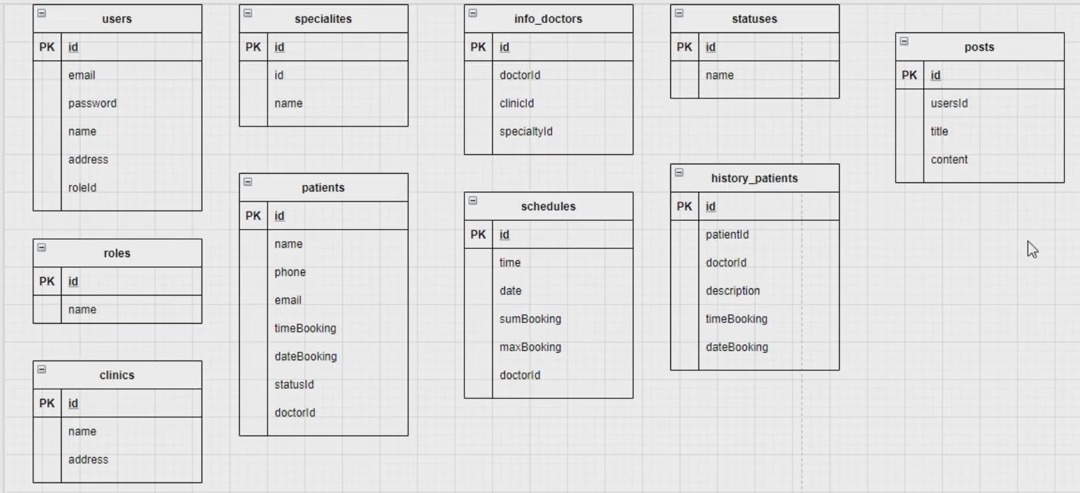 users
PK id
email
password
name
address
roleId
roles
PK id
name
clinics
PK id
name
address
specialites
PK id
id
name
patients
PK id
name
phone
email
timeBooking
dateBooking
statusId
doctorId
info_doctors
PK id
doctorId
clinicId
specialtyId
schedules
PK id
time
date
sumBooking
maxBooking
doctorId
statuses
PK id
name
history_patients
PK id
patientId
doctorId
description
timeBooking
dateBooking
posts
PK id
usersId
title
content